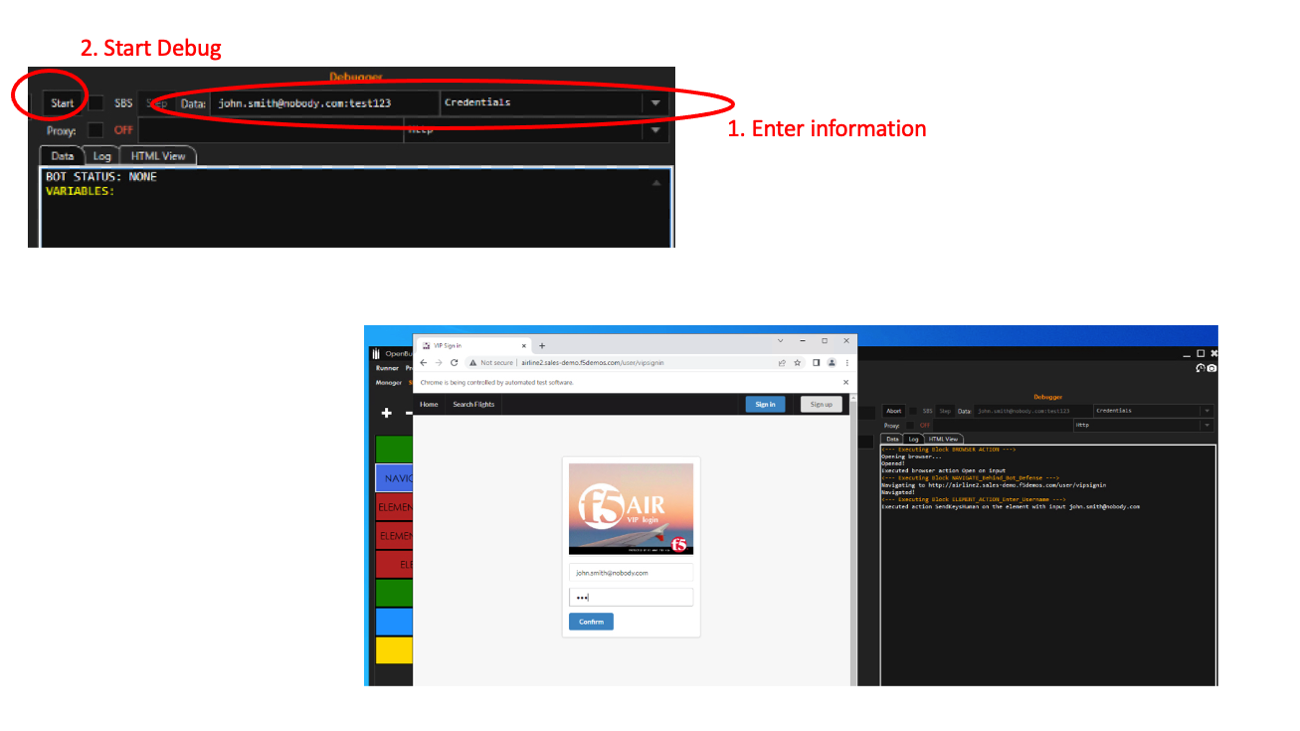 2. Start Debug
Debugger
Start SBS Step Data: john.smith@nobody.com:test123 Credentials
1. Enter information
Proxy: OFF Http
Data Log HTML View
BOT STATUS: NONE
VARIABLES:
VIP Sign in
OpenBu
Not secure | airline2.sales-demo.f5demos.com/user/vipsignin
Runner Pr
Manager
Chrome is being controlled by automated test software.
Home Search Flights Sign in Sign up
NAVIG
ELEMEN
ELEMEN
ELE
f5 AIR
VIP login
f5
john.smith@nobody.com
•••
Confirm
Debugger
Abort SBS Step Data: john.smith@nobody.com:test123 Credentials
Proxy: OFF Http
Data Log HTML View
<--- Executing Block BROWSER ACTION --->
Opening browser...
Opened!
Executed browser action Open on input
<--- Executing Block NAVIGATE_Behind_Bot_Defense --->
Navigating to http://airline2.sales-demo.f5demos.com/user/vipsignin
Navigated!
<--- Executing Block ELEMENT_ACTION_Enter_Username --->
Executed action SendKeysHuman on the element with input john.smith@nobody.com